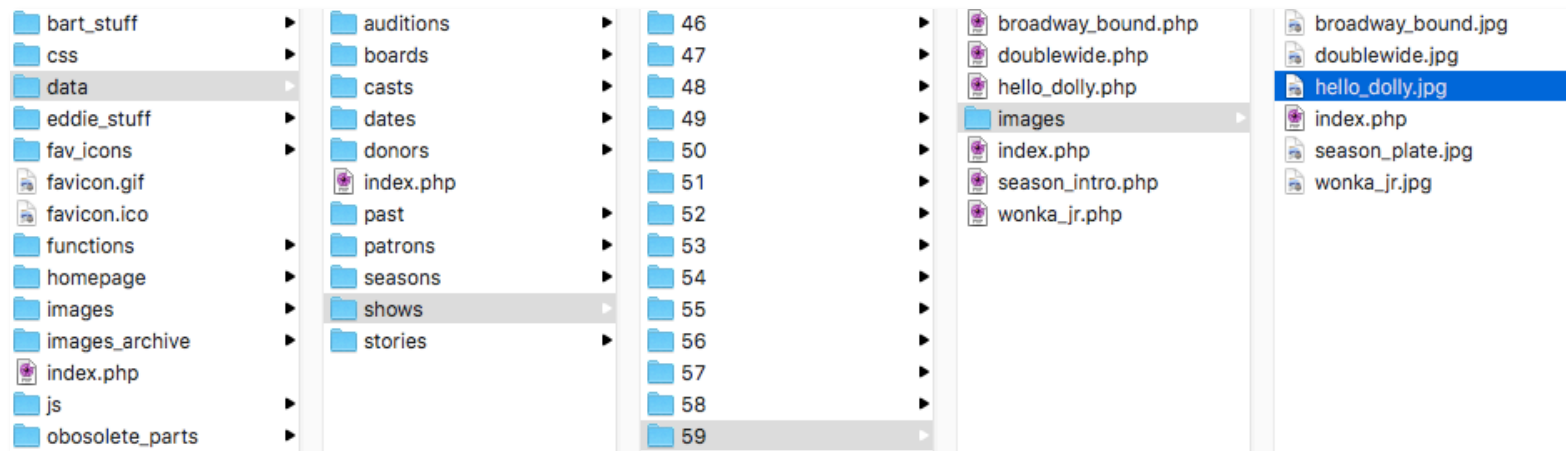 bart_stuff
css
data
eddie_stuff
fav_icons
favicon.gif
favicon.ico
functions
homepage
images
images_archive
index.php
js
obosolete_parts
auditions
boards
casts
dates
donors
index.php
past
patrons
seasons
shows
stories
46
47
48
49
50
51
52
53
54
55
56
57
58
59
broadway_bound.php
doublewide.php
hello_dolly.php
images
index.php
season_intro.php
wonka_jr.php
broadway_bound.jpg
doublewide.jpg
hello_dolly.jpg
index.php
season_plate.jpg
wonka_jr.jpg